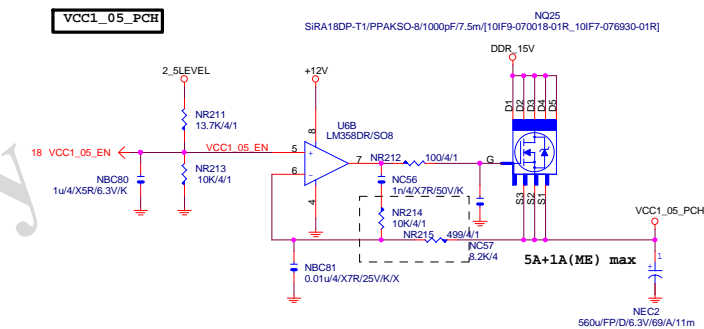 VCC1_05_PCH
NQ25
SiRA18DP-T1/PPAKSO-8/1000pF/7.5m/[10IF9-070018-01R_10IF7-076930-01R]
DDR_15V
2_5LEVEL
+12V
D1
D2
D3
D4
D5
NR211
13.7K/4/1
U6B
LM358DR/SO8
8
18 VCC1_05_EN
VCC1_05_EN
5
+
7
NR212
100/4/1
G
6
-
NR213
10K/4/1
NBC80
1u/4/X5R/6.3V/K
4
NC56
1n/4/X7R/50V/K
S3
S2
S1
NR214
10K/4/1
VCC1_05_PCH
NR215
499/4/1
NC57
8.2K/4
5A+1A(ME) max
1
+
NBC81
0.01u/4/X7R/25V/K/X
NEC2
560u/FP/D/6.3V/69/A/11m
y